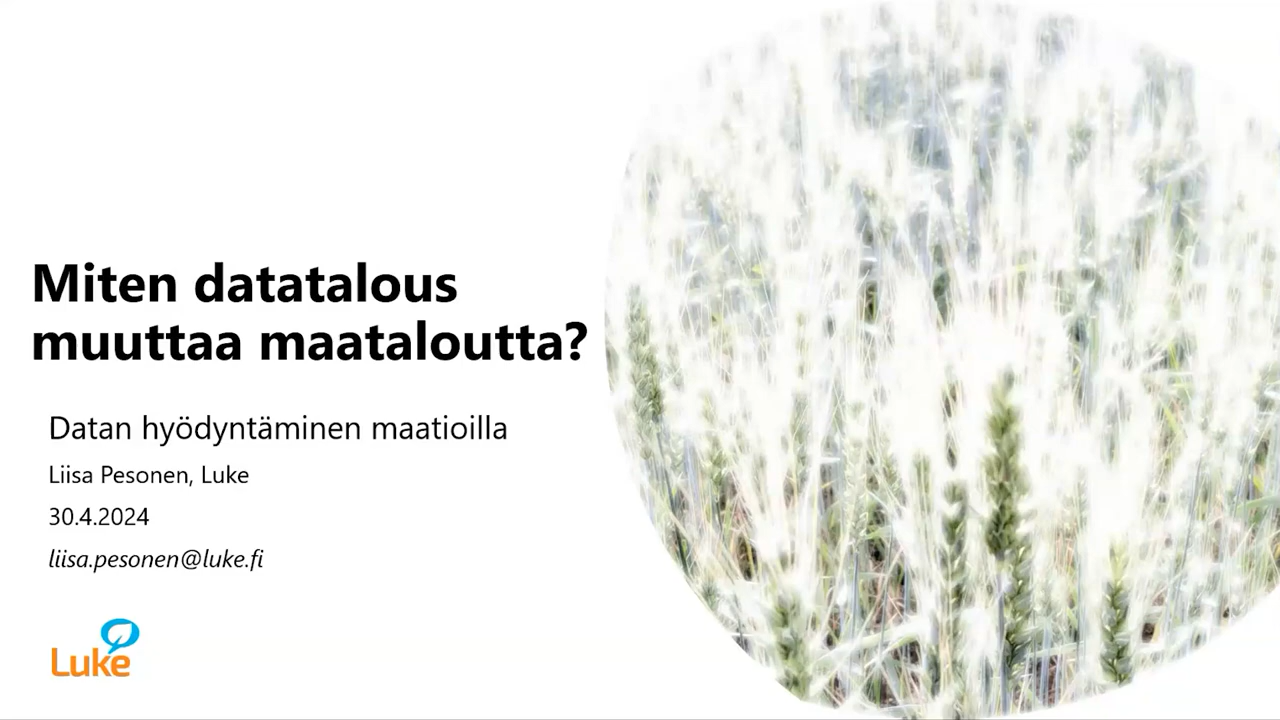 Miten datatalous
muuttaa maataloutta?
Datan hyödyntäminen maatioilla
Liisa Pesonen, Luke
30.4.2024
liisa.pesonen@luke.fi
Luke